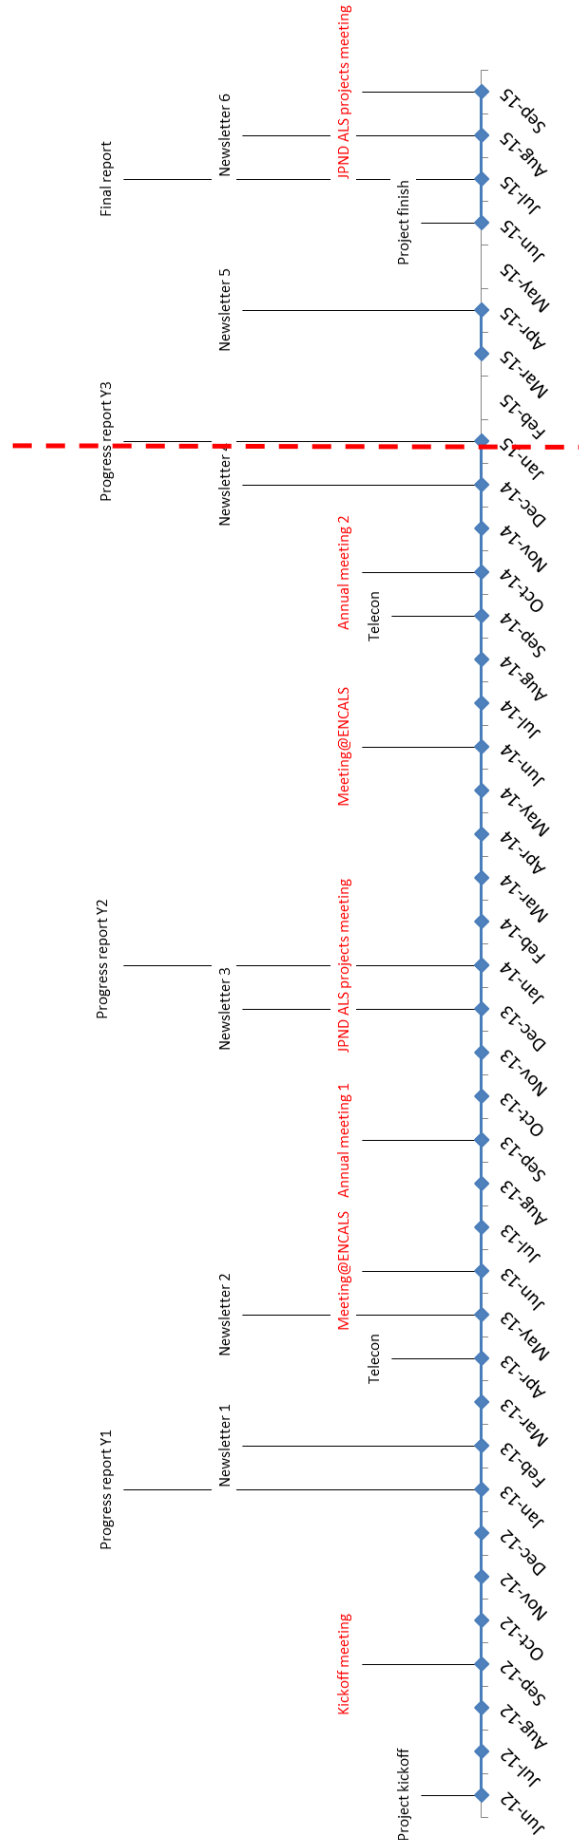 Progress report Y1
Progress report Y2
Progress report Y3
Final report
Newsletter 1
Newsletter 2
Newsletter 3
Newsletter
Newsletter 5
Newsletter 6
Kickoff meeting
Meeting@ENCALS
Annual meeting 1
JPND ALS projects meeting
Meeting@ENCALS
Annual meeting 2
JPND ALS projects meeting
Telecon
Telecon
Project kickoff
Project finish
Jun-12
Jul-12
Aug-12
Sep-12
Oct-12
Nov-12
Dec-12
Jan-13
Feb-13
Mar-13
Apr-13
May-13
Jun-13
Jul-13
Aug-13
Sep-13
Oct-13
Nov-13
Dec-13
Jan-14
Feb-14
Mar-14
Apr-14
May-14
Jun-14
Jul-14
Aug-14
Sep-14
Oct-14
Nov-14
Dec-14
Jan-15
Feb-15
Mar-15
Apr-15
May-15
Jun-15
Jul-15
Aug-15
Sep-15